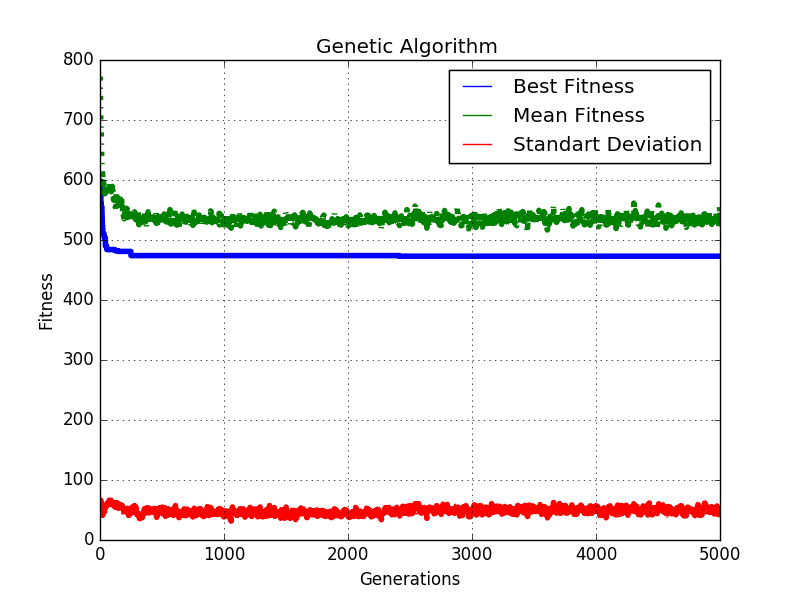 Genetic Algorithm
Best Fitness
Mean Fitness
Standart Deviation
800
700
600
500
400
300
200
100
0
Fitness
0 1000 2000 3000 4000 5000
Generations